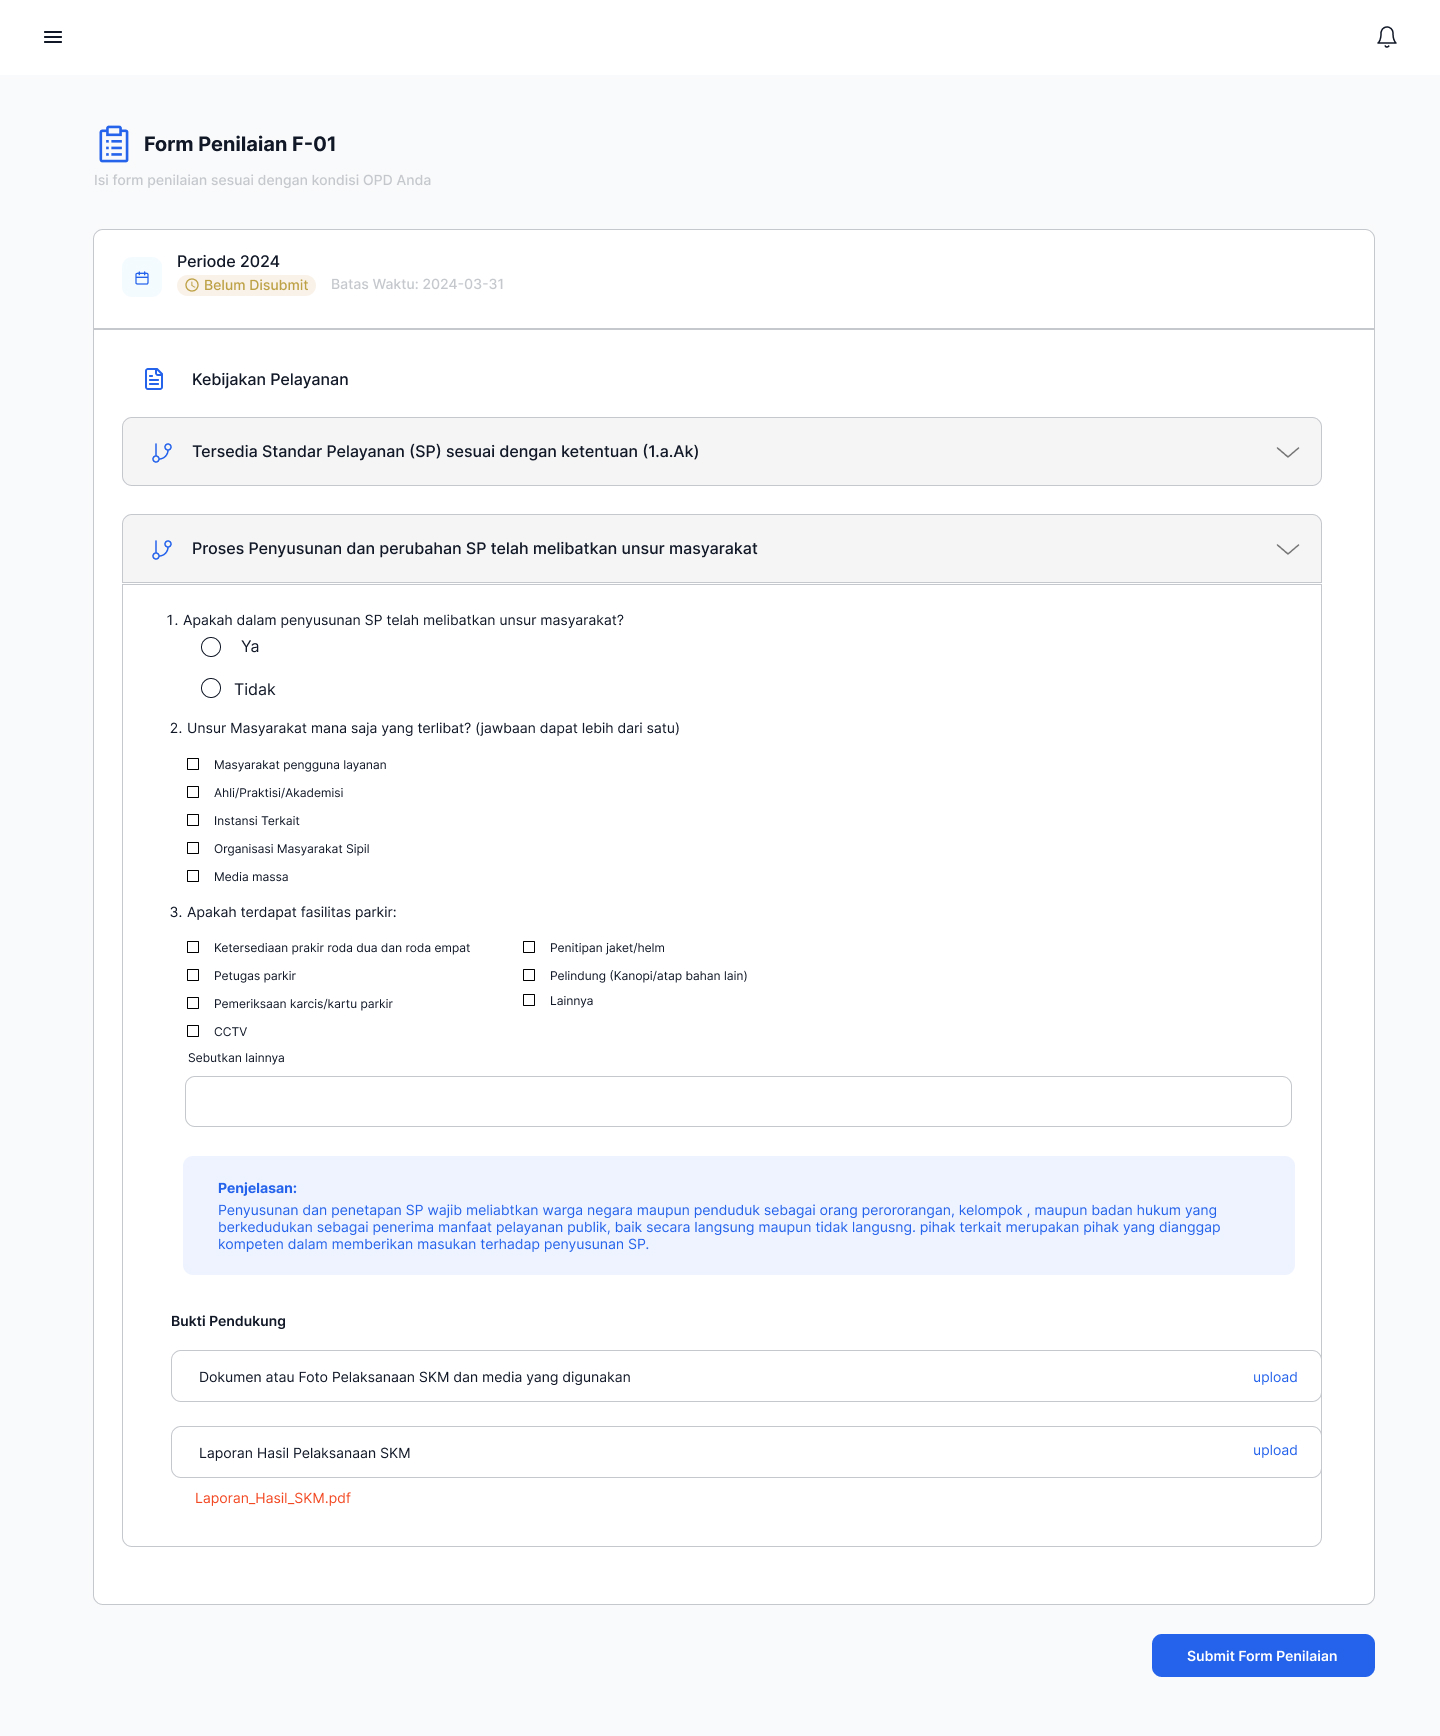 Form Penilaian F-01
Isi form penilaian sesuai dengan kondisi OPD Anda
Periode 2024
Belum Disubmit Batas Waktu: 2024-03-31
Kebijakan Pelayanan
Tersedia Standar Pelayanan (SP) sesuai dengan ketentuan (1.a.Ak)
Proses Penyusunan dan perubahan SP telah melibatkan unsur masyarakat
1. Apakah dalam penyusunan SP telah melibatkan unsur masyarakat?
Ya
Tidak
2. Unsur Masyarakat mana saja yang terlibat? (jawbaan dapat lebih dari satu)
Masyarakat pengguna layanan
Ahli/Praktisi/Akademisi
Instansi Terkait
Organisasi Masyarakat Sipil
Media massa
3. Apakah terdapat fasilitas parkir:
Ketersediaan prakir roda dua dan roda empat
Petugas parkir
Pemeriksaan karcis/kartu parkir
CCTV
Penitipan jaket/helm
Pelindung (Kanopi/atap bahan lain)
Lainnya
Sebutkan lainnya
Penjelasan:
Penyusunan dan penetapan SP wajib meliabtkan warga negara maupun penduduk sebagai orang perororangan, kelompok , maupun badan hukum yang
berkedudukan sebagai penerima manfaat pelayanan publik, baik secara langsung maupun tidak langusng. pihak terkait merupakan pihak yang dianggap
kompeten dalam memberikan masukan terhadap penyusunan SP.
Bukti Pendukung
Dokumen atau Foto Pelaksanaan SKM dan media yang digunakan upload
Laporan Hasil Pelaksanaan SKM upload
Laporan_Hasil_SKM.pdf
Submit Form Penilaian